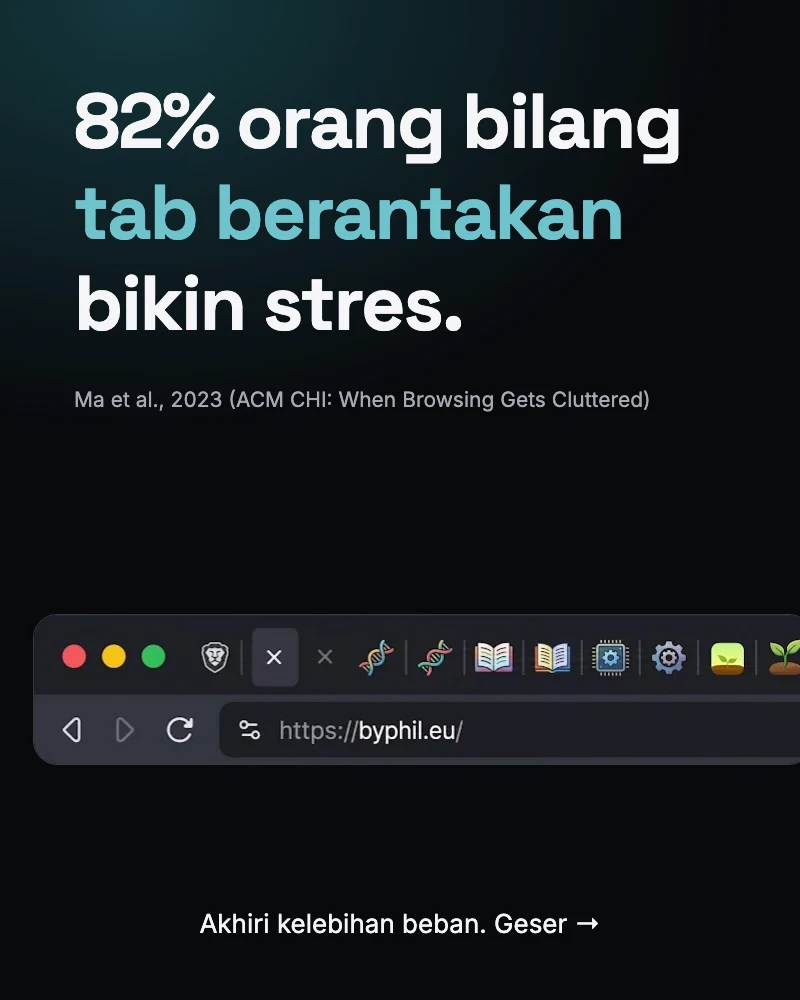 82% orang bilang
tab berantakan
bikin stres.
Ma et al., 2023 (ACM CHI: When Browsing Gets Cluttered)
https://byphil.eu/
Akhiri kelebihan beban. Geser →